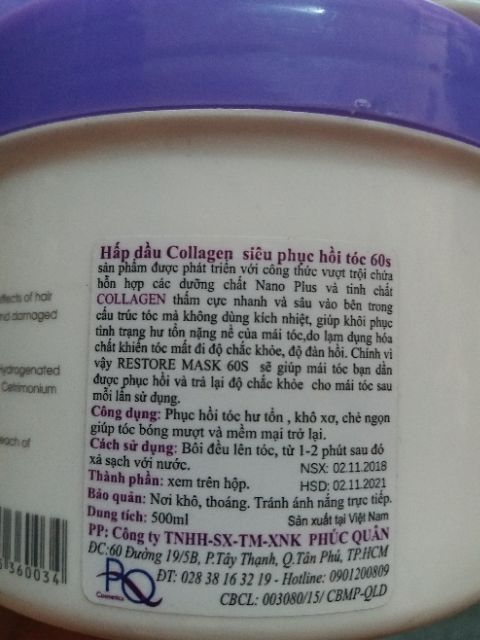 Hấp dầu Collagen siêu phục hồi tóc 60s
sản phẩm được phát triển với công thức vượt trội chứa
hỗn hợp các dưỡng chất Nano Plus và tinh chất
COLLAGEN thấm cực nhanh và sâu vào bên trong
cấu trúc tóc mà không dùng kích nhiệt, giúp khôi phục
tình trạng hư tổn nặng nề của mái tóc,do lạm dụng hóa
chất khiến tóc mất đi độ chắc khỏe, độ đàn hồi. Chính vì
vậy RESTORE MASK 60S sẽ giúp mái tóc bạn dần
được phục hồi và trả lại độ chắc khỏe cho mái tóc sau
mỗi lần sử dụng.
Công dụng: Phục hồi tóc hư tổn , khô xơ, chẻ ngọn
giúp tóc bóng mượt và mềm mại trở lại.
Cách sử dụng: Bôi đều lên tóc, từ 1-2 phút sau đó
xả sạch với nước.
NSX: 02.11.2018
Thành phần: xem trên hộp.
HSD: 02.11.2021
Bảo quản: Nơi khô, thoáng. Tránh ánh nắng trực tiếp.
Dung tích: 500ml
Sản xuất tại Việt Nam
PP: Công ty TNHH-SX-TM-XNK PHÚC QUÂN
ĐC:60 Đường 19/5B, P.Tây Thạnh, Q.Tân Phú, TP.HCM
ĐT: 028 38 16 32 19 - Hotline: 0901200809
CBCL: 003080/15/ CBMP-QLD
PQ
Cosmetics
effects of hair
and damaged
Hydrogenated
Cetrimonium
each of
360034